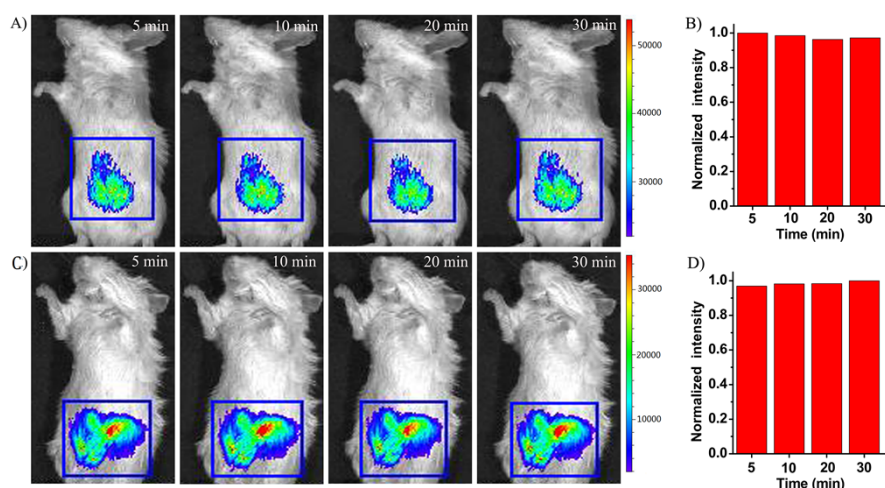 A)
5 min
10 min
20 min
30 min
50000
40000
30000
B)
Normalized intensity
1.0
0.8
0.6
0.4
0.2
0.0
5 10 20 30
Time (min)
C)
5 min
10 min
20 min
30 min
30000
20000
10000
D)
Normalized intensity
1.0
0.8
0.6
0.4
0.2
0.0
5 10 20 30
Time (min)